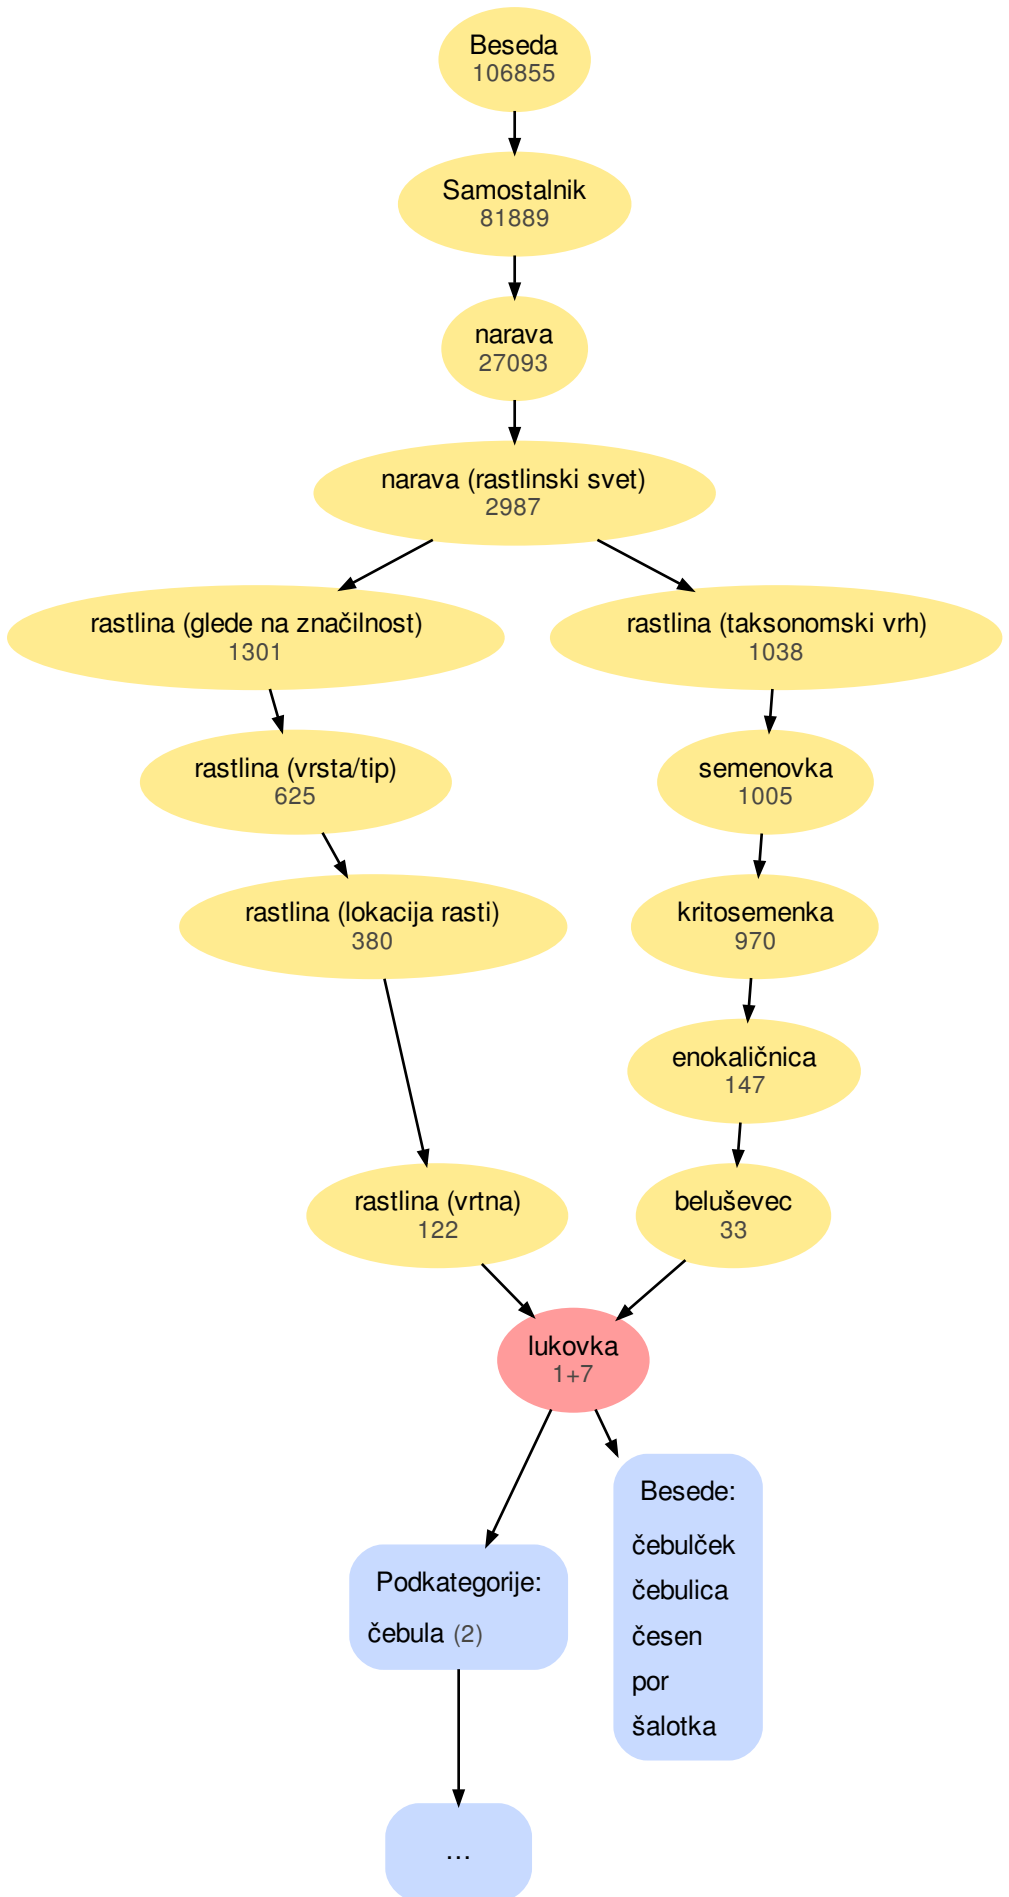 Beseda
106855
Samostalnik
81889
narava
27093
narava (rastlinski svet)
2987
rastlina (glede na značilnost)
1301
rastlina (taksonomski vrh)
1038
rastlina (vrsta/tip)
625
semenovka
1005
rastlina (lokacija rasti)
380
kritosemenka
970
enokaličnica
147
rastlina (vrtna)
122
beluševec
33
lukovka
1+7
Podkategorije:
čebula (2)
Besede:
čebulček
čebulica
česen
por
šalotka
...